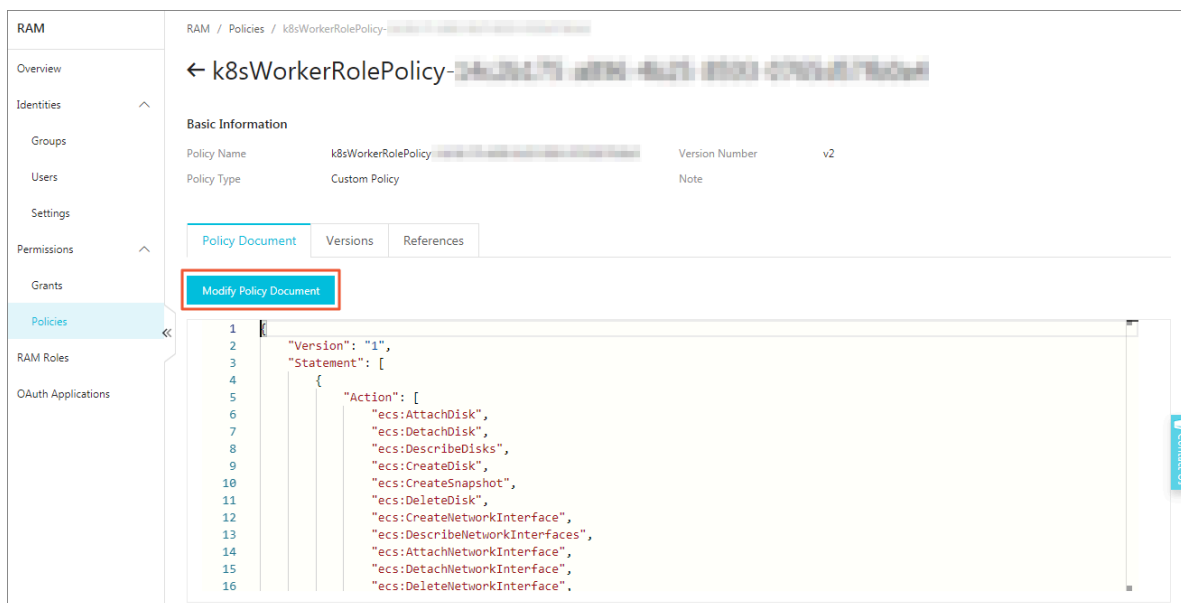 RAM
RAM / Policies / k8sWorkerRolePolicy-
← k8sWorkerRolePolicy-
Overview
Identities
Groups
Users
Settings
Permissions
Grants
Policies
RAM Roles
OAuth Applications
Basic Information
Policy Name k8sWorkerRolePolicy Version Number v2
Policy Type Custom Policy Note
Policy Document Versions References
Modify Policy Document
1 {
2 "Version": "1",
3 "Statement": [
4 {
5 "Action": [
6 "ecs:AttachDisk",
7 "ecs:DetachDisk",
8 "ecs:DescribeDisks",
9 "ecs:CreateDisk",
10 "ecs:CreateSnapshot",
11 "ecs:DeleteDisk",
12 "ecs:CreateNetworkInterface",
13 "ecs:DescribeNetworkInterfaces",
14 "ecs:AttachNetworkInterface",
15 "ecs:DetachNetworkInterface",
16 "ecs:DeleteNetworkInterface",
Contact Us